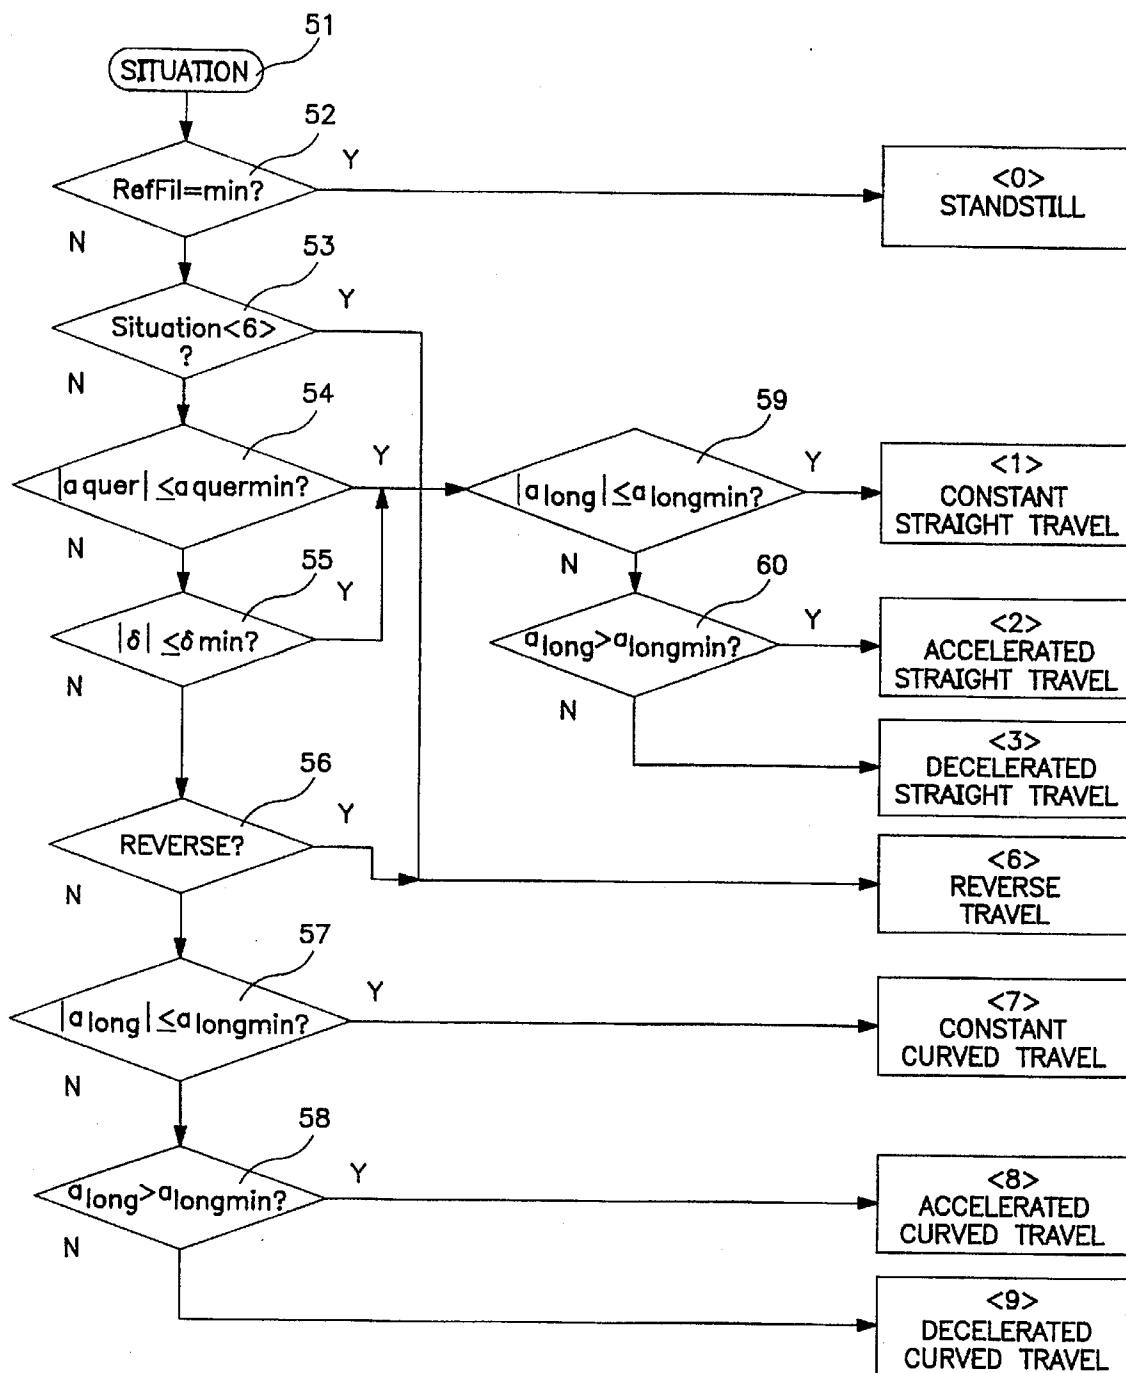 51
SITUATION
52
RefFil=min?
Y
N
<0>
STANDSTILL
53
Situation<6>
?
Y
N
54
|a quer| ≤a quermin?
Y
N
59
|a long| ≤a longmin?
Y
N
<1>
CONSTANT
STRAIGHT TRAVEL
55
|δ| ≤δ min?
Y
N
60
a long>a longmin?
Y
N
<2>
ACCELERATED
STRAIGHT TRAVEL
<3>
DECELERATED
STRAIGHT TRAVEL
56
REVERSE?
Y
N
<6>
REVERSE
TRAVEL
57
|a long| ≤a longmin?
Y
N
<7>
CONSTANT
CURVED TRAVEL
58
a long>a longmin?
Y
N
<8>
ACCELERATED
CURVED TRAVEL
<9>
DECELERATED
CURVED TRAVEL